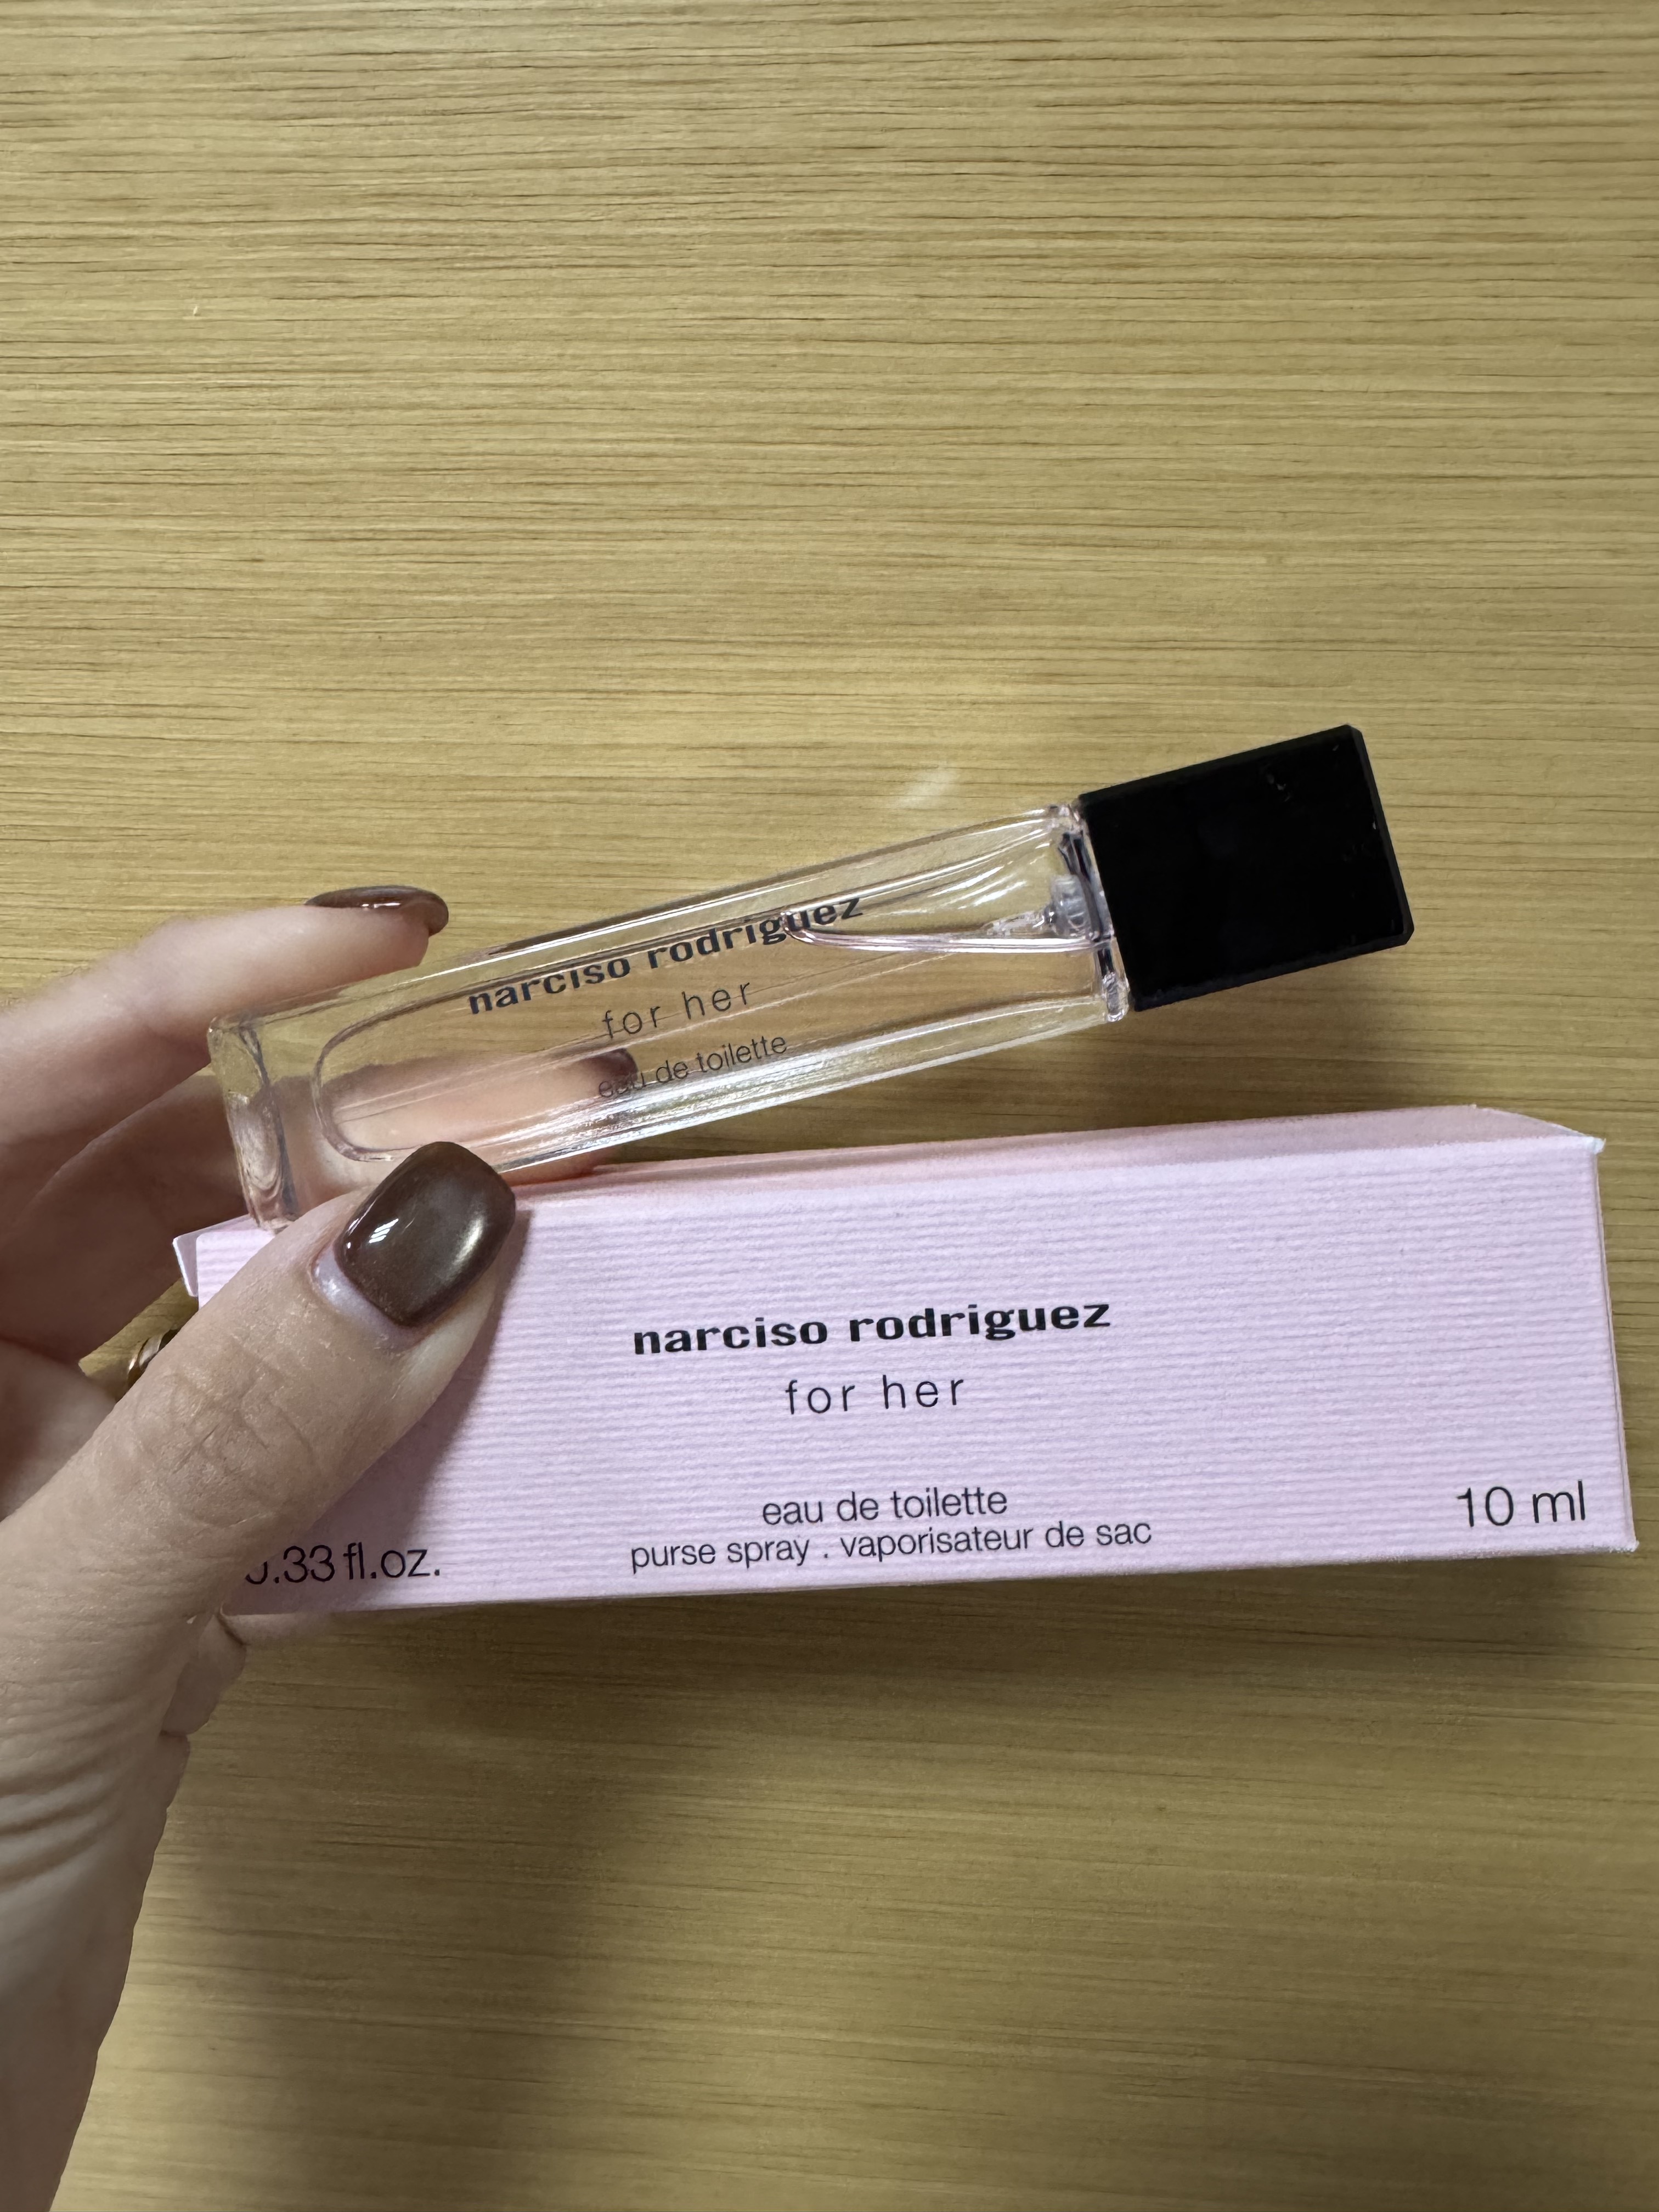 narciso rodriguez
for her
eau de toilette
narciso rodriguez
for her
eau de toilette
purse spray . vaporisateur de sac
.33 fl.oz.
10 ml